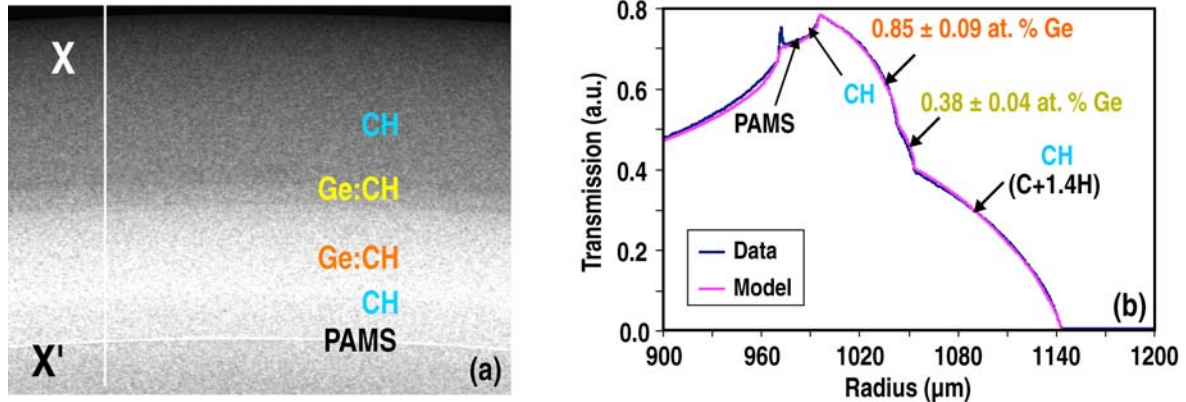 X
CH
Ge:CH
Ge:CH
CH
PAMS
X'
(a)
Transmission (a.u.)
0.8
0.6
0.4
0.2
0.0
0.85 ± 0.09 at. % Ge
CH
PAMS
0.38 ± 0.04 at. % Ge
CH
(C+1.4H)
Data
Model
(b)
900 960 1020 1080 1140 1200
Radius (µm)